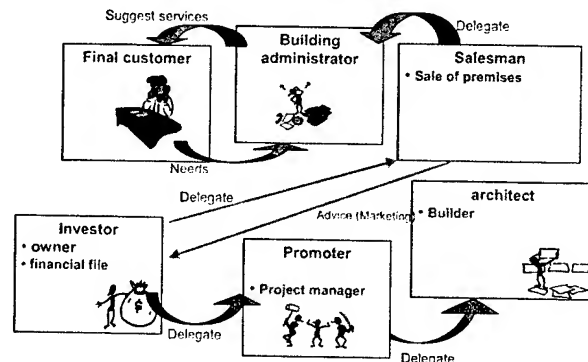 Suggest services
Delegate
Final customer
Building
administrator
Salesman
• Sale of premises
Needs
Delegate
Advice (Marketing)
architect
• Builder
Investor
• owner
• financial file
$
Promoter
• Project manager
Delegate
Delegate